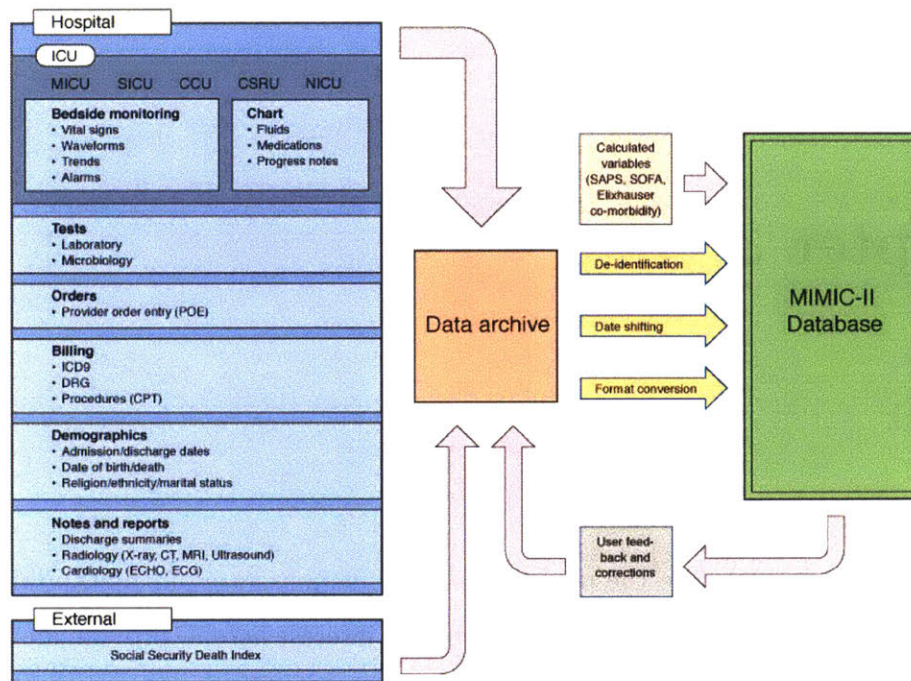 Hospital
ICU
MICU SICU CCU CSRU NICU
Bedside monitoring
• Vital signs
• Waveforms
• Trends
• Alarms
Chart
• Fluids
• Medications
• Progress notes
Tests
• Laboratory
• Microbiology
Orders
• Provider order entry (POE)
Billing
• ICD9
• DRG
• Procedures (CPT)
Demographics
• Admission/discharge dates
• Date of birth/death
• Religion/ethnicity/marital status
Notes and reports
• Discharge summaries
• Radiology (X-ray, CT, MRI, Ultrasound)
• Cardiology (ECHO, ECG)
External
Social Security Death Index
Data archive
Calculated
variables
(SAPS, SOFA,
Elixhauser
co-morbidity)
De-identification
Date shifting
Format conversion
User feed-
back and
corrections
MIMIC-II
Database